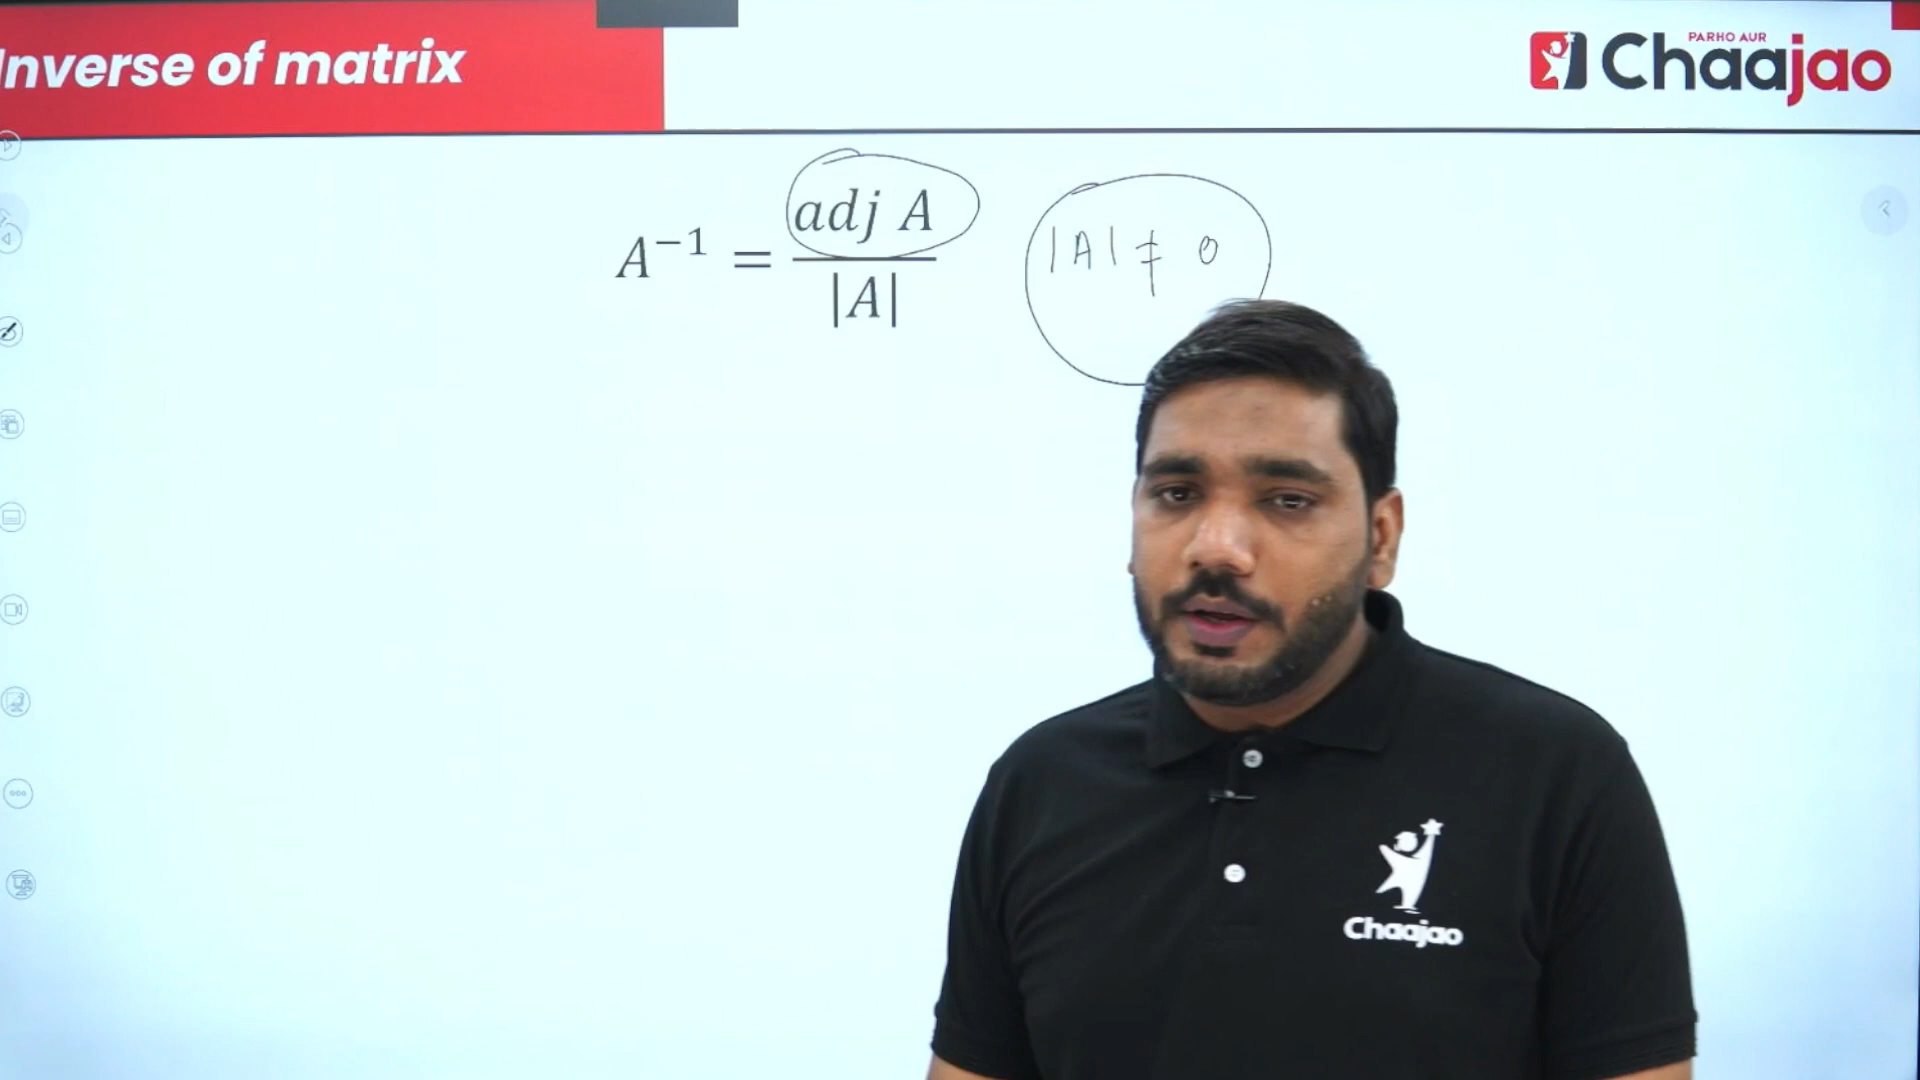 Inverse of matrix
PARHO AUR
Chaajao
A⁻¹ = adj A / |A|
|A| ≠ 0
Chaajao